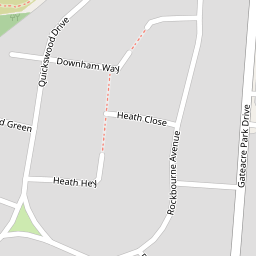 Quickswood Drive
Downham Way
Heath Close
d Green
Heath Hey
Rockbourne Avenue
Gateacre Park Drive